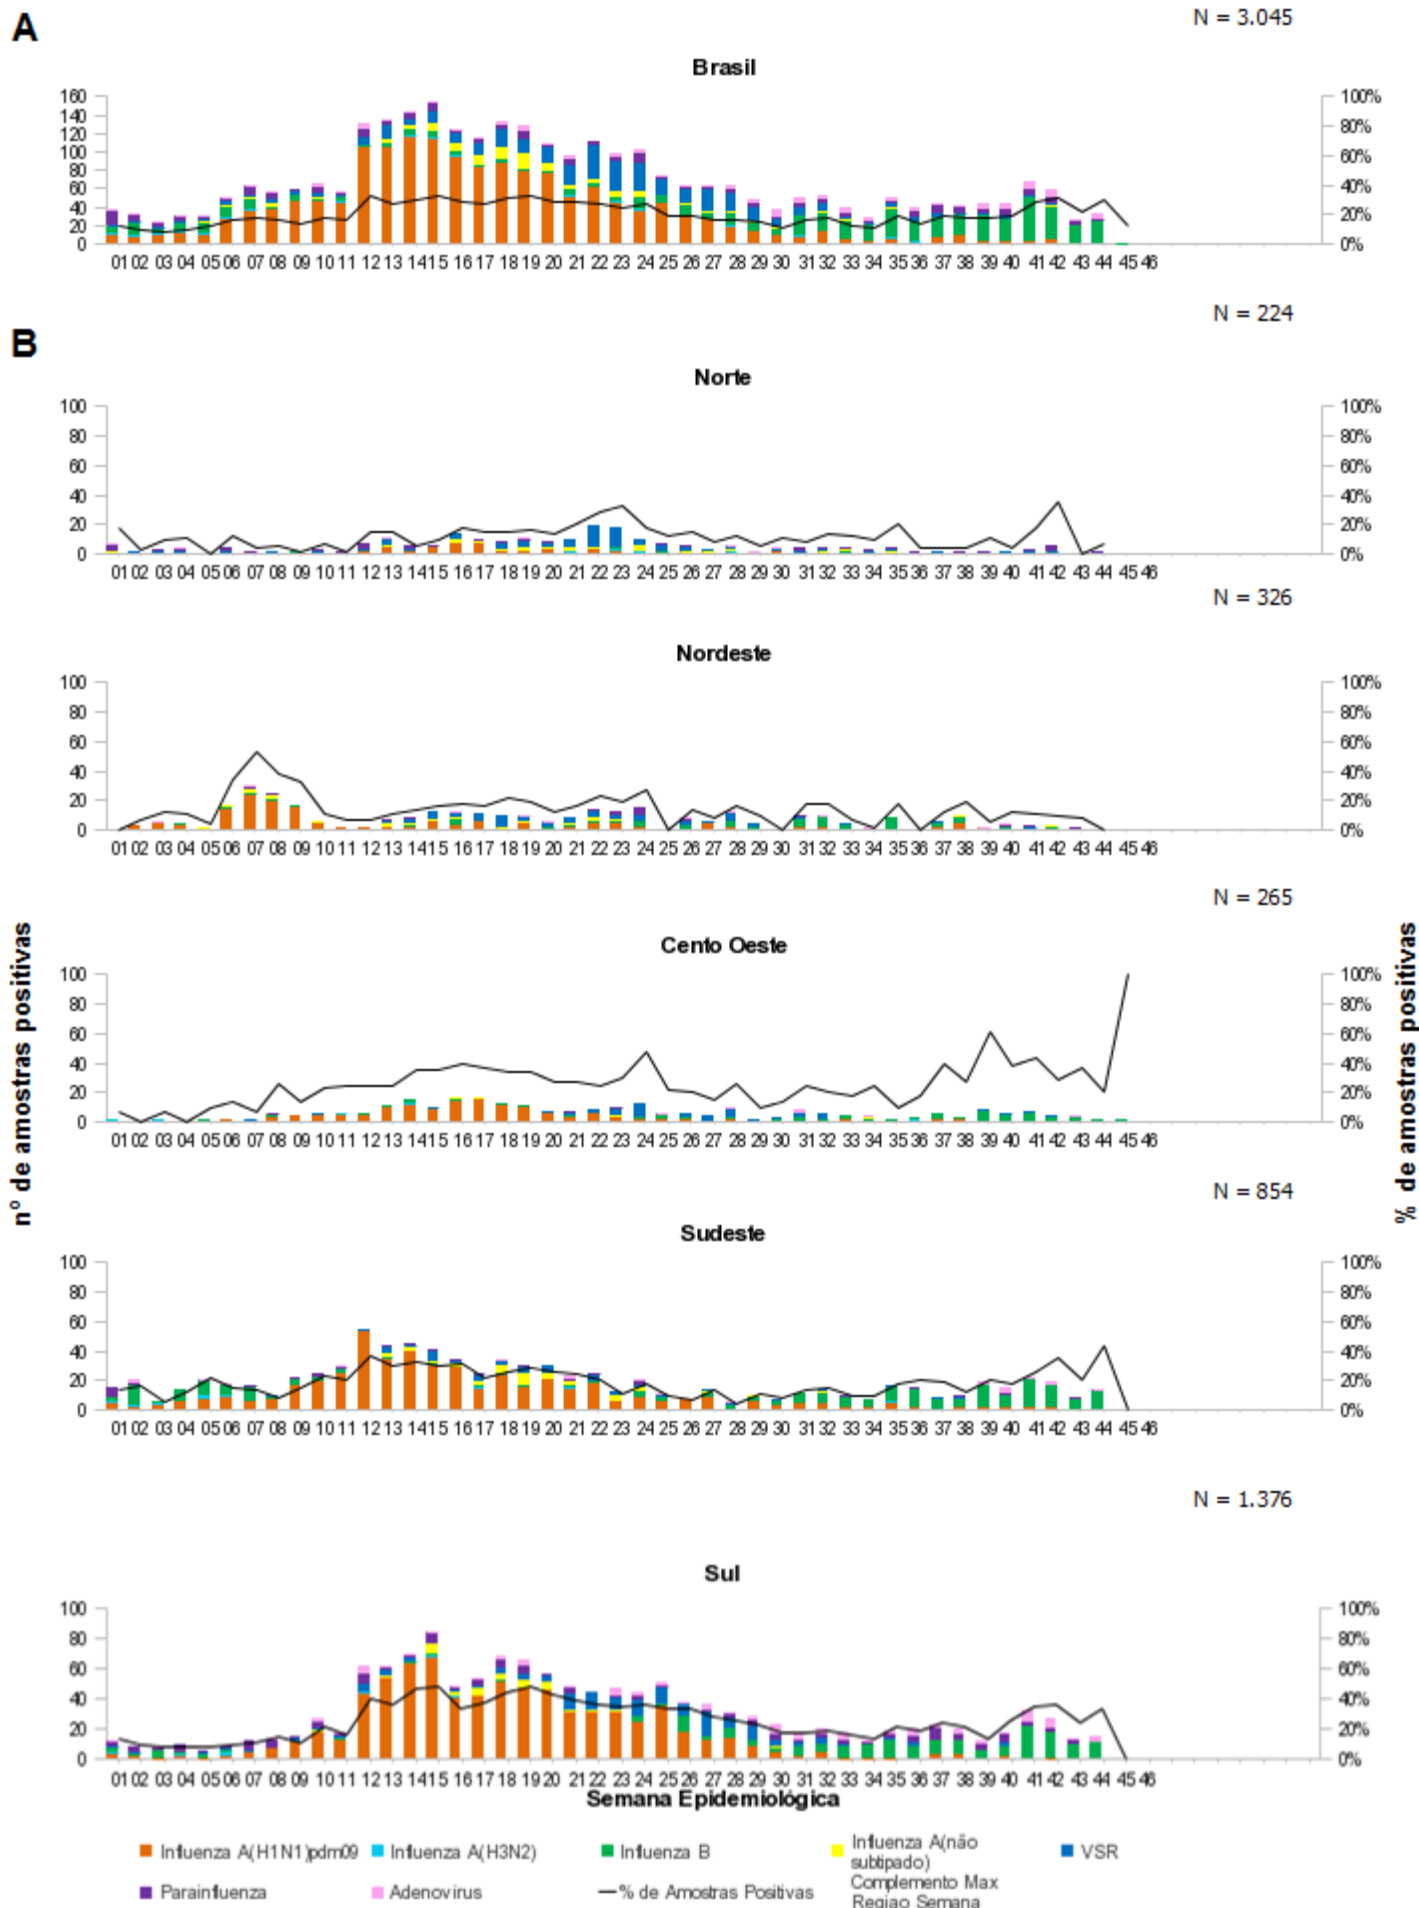 A
N = 3.045
Brasil
160
140
120
100
80
60
40
20
0
100%
80%
60%
40%
20%
0%
01 02 03 04 05 06 07 08 09 10 11 12 13 14 15 16 17 18 19 20 21 22 23 24 25 26 27 28 29 30 31 32 33 34 35 36 37 38 39 40 41 42 43 44 45 46
B
N = 224
Norte
100
80
60
40
20
0
100%
80%
60%
40%
20%
0%
01 02 03 04 05 06 07 08 09 10 11 12 13 14 15 16 17 18 19 20 21 22 23 24 25 26 27 28 29 30 31 32 33 34 35 36 37 38 39 40 41 42 43 44 45 46
N = 326
Nordeste
100
80
60
40
20
0
100%
80%
60%
40%
20%
0%
01 02 03 04 05 06 07 08 09 10 11 12 13 14 15 16 17 18 19 20 21 22 23 24 25 26 27 28 29 30 31 32 33 34 35 36 37 38 39 40 41 42 43 44 45 46
N = 265
Cento Oeste
100
80
60
40
20
0
100%
80%
60%
40%
20%
0%
01 02 03 04 05 06 07 08 09 10 11 12 13 14 15 16 17 18 19 20 21 22 23 24 25 26 27 28 29 30 31 32 33 34 35 36 37 38 39 40 41 42 43 44 45 46
nº de amostras positivas
% de amostras positivas
N = 854
Sudeste
100
80
60
40
20
0
100%
80%
60%
40%
20%
0%
01 02 03 04 05 06 07 08 09 10 11 12 13 14 15 16 17 18 19 20 21 22 23 24 25 26 27 28 29 30 31 32 33 34 35 36 37 38 39 40 41 42 43 44 45 46
N = 1.376
Sul
100
80
60
40
20
0
100%
80%
60%
40%
20%
0%
01 02 03 04 05 06 07 08 09 10 11 12 13 14 15 16 17 18 19 20 21 22 23 24 25 26 27 28 29 30 31 32 33 34 35 36 37 38 39 40 41 42 43 44 45 46
Semana Epidemiológica
Influenza A(H1N1)pdm09
Influenza A(H3N2)
Influenza B
Influenza A(não
subtipado)
VSR
Parainfluenza
Adenovirus
% de Amostras Positivas
Complemento Max
Regiao Semana